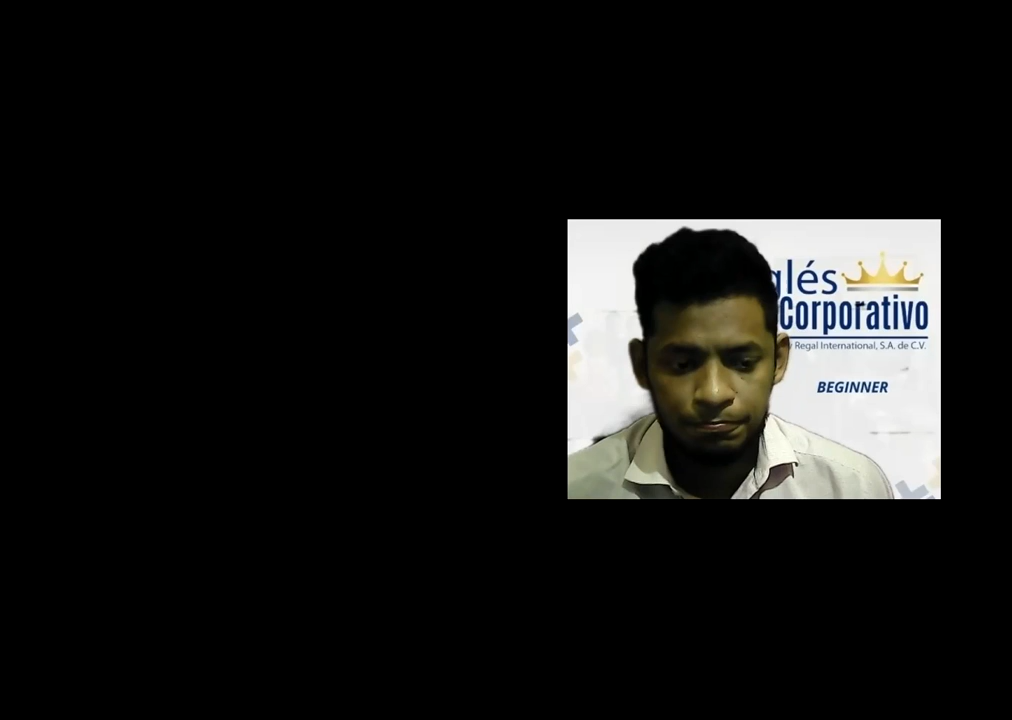 glés
Corporativo
y Regal International, S.A. de C.V.
BEGINNER